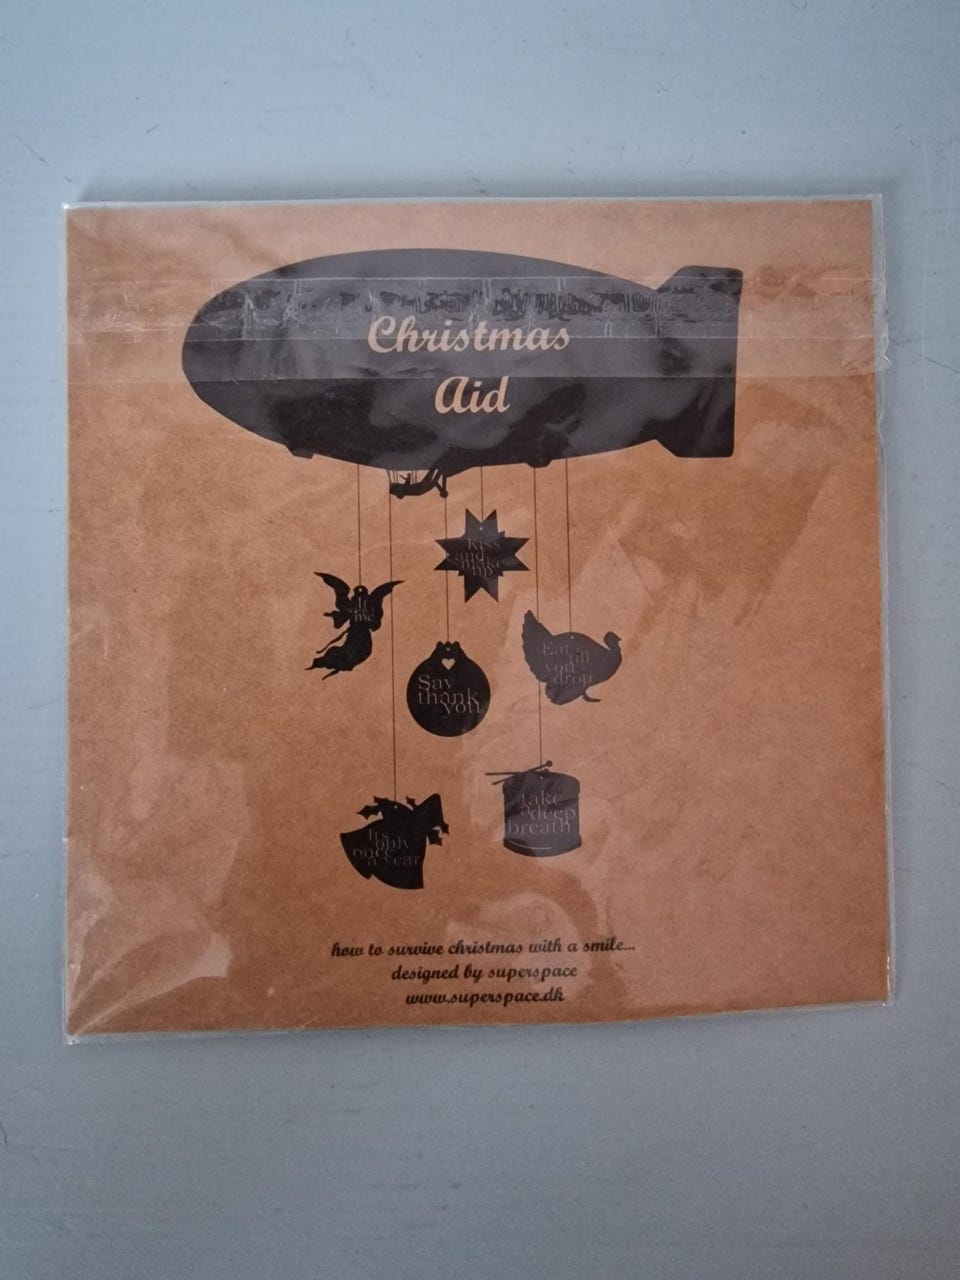 Christmas
Aid
Kiss
and make
up
It
me
Eat
till
you
drop
Say
thank
you
take
a deep
breath
Its
only
once
a year
how to survive christmas with a smile...
designed by superspace
www.superspace.dk